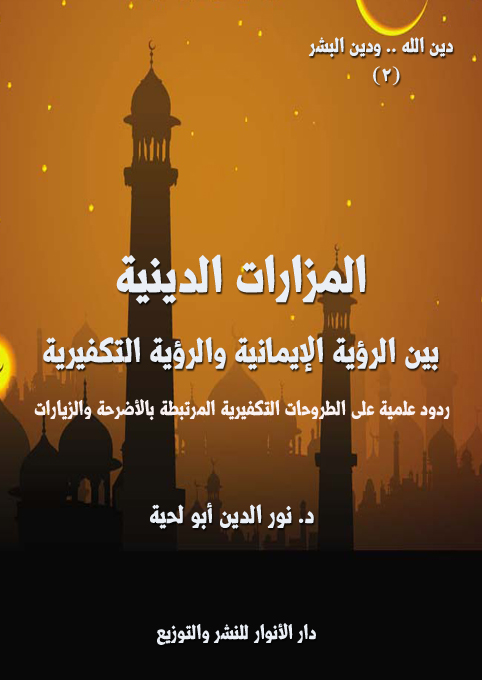 دين الله .. ودين البشر
(٢)
المزارات الدينية
بين الرؤية الإيمانية والرؤية التكفيرية
ردود علمية على الطروحات التكفيرية المرتبطة بالأضرحة والزيارات
د. نور الدين أبو لحية
دار الأنوار للنشر والتوزيع